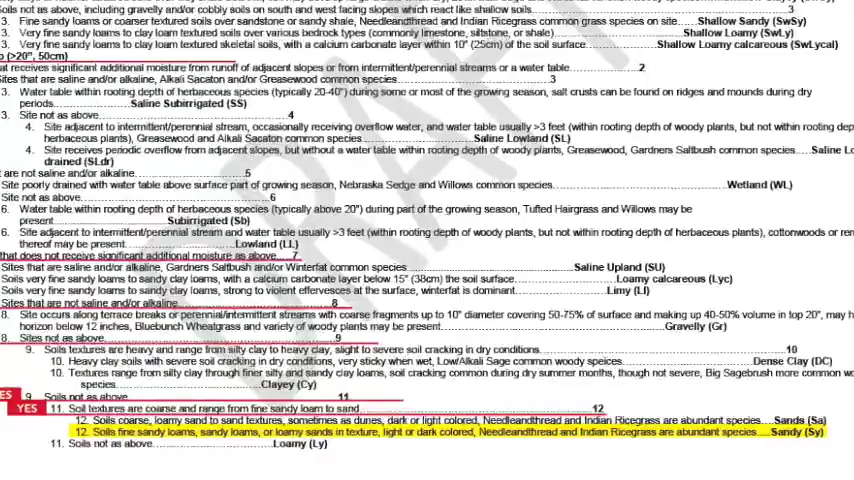 oils not as above, including gravelly and/or cobbly soils on south and west facing slopes which react like shallow soils...3
3. Fine sandy loams or coarser textured soils over sandstone or sandy shale, Needleandthread and Indian Ricegrass common grass species on site......Shallow Sandy (SwSy)
3. Very fine sandy loams to clay loam textured soils over various bedrock types (commonly limestone, siltstone, or shale)...Shallow Loamy (SwLy)
3. Very fine sandy loams to clay loam textured skeletal soils, with a calcium carbonate layer within 10" (25cm) of the soil surface...Shallow Loamy calcareous (SwLycal)
p (>20", 50cm)
at receives significant additional moisture from runoff of adjacent slopes or from intermittent/perennial streams or a water table...2
Sites that are saline and/or alkaline, Alkali Sacaton and/or Greasewood common species...3
3. Water table within rooting depth of herbaceous species (typically 20-40") during some or most of the growing season, salt crusts can be found on ridges and mounds during dry
periods...Saline Subirrigated (SS)
3. Site not as above...4
4. Site adjacent to intermittent/perennial stream, occasionally receiving overflow water, and water table usually >3 feet (within rooting depth of woody plants, but not within rooting dep
herbaceous plants), Greasewood and Alkali Sacaton common species...Saline Lowland (SL)
4. Site receives periodic overflow from adjacent slopes, but without a water table within rooting depth of woody plants, Greasewood, Gardners Saltbush common species.....Saline Lo
drained (SLdr)
t are not saline and/or alkaline...5
Site poorly drained with water table above surface part of growing season, Nebraska Sedge and Willows common species...Wetland (WL)
Site not as above...6
6. Water table within rooting depth of herbaceous species (typically above 20") during part of the growing season, Tufted Hairgrass and Willows may be
present...Subirrigated (Sb)
6. Site adjacent to intermittent/perennial stream and water table usually >3 feet (within rooting depth of woody plants, but not within rooting depth of herbaceous plants), cottonwoods or rem
thereof may be present...Lowland (LL)
that does not receive significant additional moisture as above.....7
Sites that are saline and/or alkaline, Gardners Saltbush and/or Winterfat common species...Saline Upland (SU)
Soils very fine sandy to clay loams, with a calcium carbonate layer below 15" (38cm) the soil surface...Loamy calcareous (Lyc)
Soils very fine sandy to clay loams, strong to violent effervesces at the surface, winterfat is dominant...Limy (LI)
Sites that are not saline and/or alkaline...8
8. Site occurs along terrace breaks or perennial/intermittent streams with coarse fragments up to 10" diameter covering 50-75% of surface and making up 40-50% volume in top 20", may h
horizon below 12 inches, Bluebunch Wheatgrass and variety of woody plants may be present...Gravelly (Gr)
8. Sites not as above...9
9. Soils textures are heavy and range from silty clay to heavy clay, slight to severe soil cracking in dry conditions...10
10. Heavy clay soils with severe soil cracking in dry conditions, very sticky when wet, Low/Alkali Sage common woody speices...Dense Clay (DC)
10. Textures range from silty clay through finer silty and sandy clay loams, soil cracking common during dry summer months, though not severe, Big Sagebrush more common wo
species...Clayey (Cy)
ES 9. Soils not as above...11
YES 11. Soil textures are coarse and range from fine sandy loam to sand...12
12. Soils coarse, loamy sand to sand textures, sometimes as dunes, dark or light colored, Needleandthread and Indian Ricegrass are abundant species.....Sands (Sa)
12. Soils fine sandy loams, sandy loams, or loamy sands in texture, light or dark colored, Needleandthread and Indian Ricegrass are abundant species.....Sandy (Sy)
11. Soils not as above...Loamy (Ly)
DRAFT